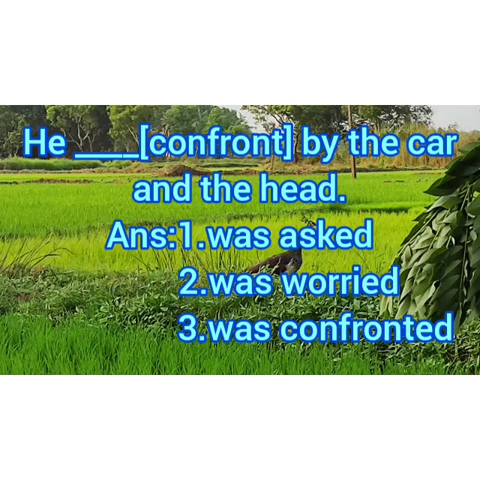 He ____[confront] by the car
and the head.
Ans:1.was asked
2.was worried
3.was confronted